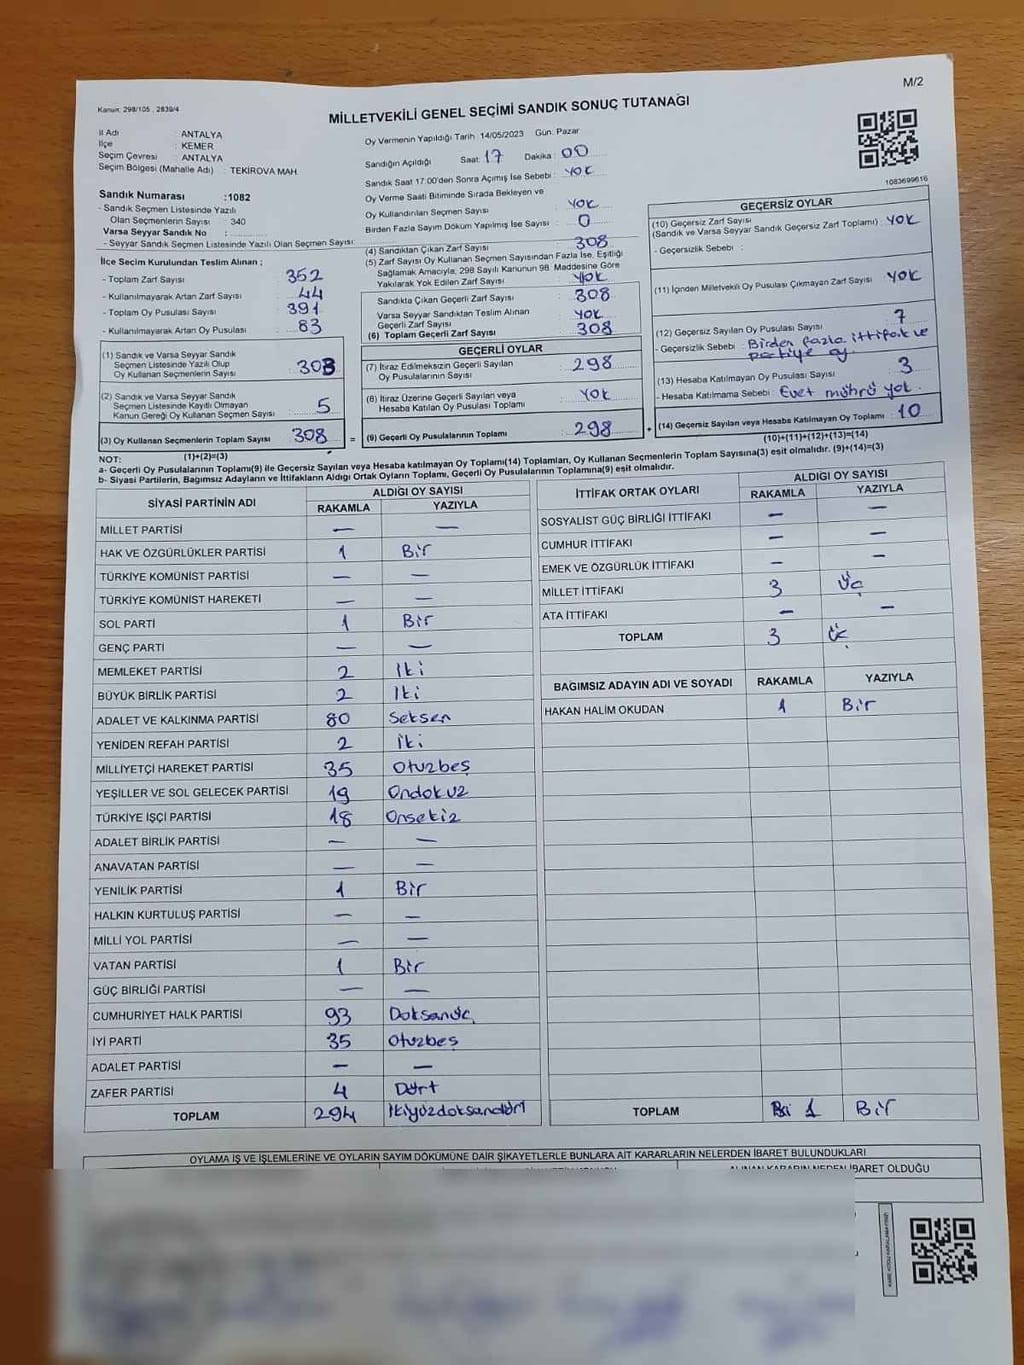 Kanun: 298/105 , 2839/4
M/2
MİLLETVEKİLİ GENEL SEÇİMİ SANDIK SONUÇ TUTANAĞI
İl Adı : ANTALYA
İlçe : KEMER
Seçim Çevresi : ANTALYA
Seçim Bölgesi (Mahalle Adı) : TEKIROVA MAH.
Sandık Numarası :1082
- Sandık Seçmen Listesinde Yazılı
Olan Seçmenlerin Sayısı : 340
Varsa Seyyar Sandık No :
- Seyyar Sandık Seçmen Listesinde Yazılı Olan Seçmen Sayısı:
İlçe Seçim Kurulundan Teslim Alınan ;
- Toplam Zarf Sayısı : 352
- Kullanılmayarak Artan Zarf Sayısı : 44
- Toplam Oy Pusulası Sayısı : 391
- Kullanılmayarak Artan Oy Pusulası : 83
(1) Sandık ve Varsa Seyyar Sandık
Seçmen Listesinde Yazılı Olup
Oy Kullanan Seçmenlerin Sayısı : 303
(2) Sandık ve Varsa Seyyar Sandık
Seçmen Listesinde Kayıtlı Olmayan
Kanun Gereği Oy Kullanan Seçmen Sayısı : 5
(3) Oy Kullanan Seçmenlerin Toplam Sayısı : 308 =
Oy Vermenin Yapıldığı Tarih :14/05/2023 Gün: Pazar
Sandığın Açıldığı Saat: 17 Dakika : 00
Sandık Saat 17:00'den Sonra Açımış İse Sebebi : YOK
Oy Verme Saati Bitiminde Sırada Bekleyen ve
Oy Kullandırılan Seçmen Sayısı : YOK
Birden Fazla Sayım Döküm Yapılmış İse Sayısı : 0
(4) Sandıktan Çıkan Zarf Sayısı : 308
(5) Zarf Sayısı Oy Kullanan Seçmen Sayısından Fazla İse, Eşitliği
Sağlamak Amacıyla; 298 Sayılı Kanunun 98. Maddesine Göre
Yakılarak Yok Edilen Zarf Sayısı : YOK
Sandıkta Çıkan Geçerli Zarf Sayısı : 308
Varsa Seyyar Sandıktan Teslim Alınan
Geçerli Zarf Sayısı : YOK
(6) Toplam Geçerli Zarf Sayısı : 308
GEÇERLİ OYLAR
(7) İtiraz Edilmeksizin Geçerli Sayılan
Oy Pusulalarının Sayısı : 298
(8) İtiraz Üzerine Geçerli Sayılan veya
Hesaba Katılan Oy Pusulası Toplamı : YOK
(9) Geçerli Oy Pusulalarının Toplamı : 298 +
1083699616
GEÇERSİZ OYLAR
(10) Geçersiz Zarf Sayısı
(Sandık ve Varsa Seyyar Sandık Geçersiz Zarf Toplamı) : YOK
- Geçersizlik Sebebi :
(11) İçinden Milletvekili Oy Pusulası Çıkmayan Zarf Sayısı : YOK
(12) Geçersiz Sayılan Oy Pusulası Sayısı : 7
- Geçersizlik Sebebi : Birden fazla ittifak ve
partiye oy.
(13) Hesaba Katılmayan Oy Pusulası Sayısı : 3
- Hesaba Katılmama Sebebi : Evet mührü yok.
(14) Geçersiz Sayılan veya Hesaba Katılmayan Oy Toplamı : 10
NOT: (1)+(2)=(3)
(10)+(11)+(12)+(13)=(14)
a- Geçerli Oy Pusulalarının Toplamı(9) ile Geçersiz Sayılan veya Hesaba katılmayan Oy Toplamı(14) Toplamları, Oy Kullanan Seçmenlerin Toplam Sayısına(3) eşit olmalıdır. (9)+(14)=(3)
b- Siyasi Partilerin, Bağımsız Adayların ve İttifakların Aldığı Ortak Oyların Toplamı, Geçerli Oy Pusulalarının Toplamına(9) eşit olmalıdır.
SİYASİ PARTİNİN ADI ALDIĞI OY SAYISI
RAKAMLA YAZIYLA
MİLLET PARTİSİ — —
HAK VE ÖZGÜRLÜKLER PARTİSİ 1 Bir
TÜRKİYE KOMÜNİST PARTİSİ — —
TÜRKİYE KOMÜNİST HAREKETİ — —
SOL PARTİ 1 Bir
GENÇ PARTİ — —
MEMLEKET PARTİSİ 2 İki
BÜYÜK BİRLİK PARTİSİ 2 İki
ADALET VE KALKINMA PARTİSİ 80 Seksen
YENİDEN REFAH PARTİSİ 2 İki
MİLLİYETÇİ HAREKET PARTİSİ 35 Otuzbeş
YEŞİLLER VE SOL GELECEK PARTİSİ 19 Ondokuz
TÜRKİYE İŞÇİ PARTİSİ 18 Onsekiz
ADALET BİRLİK PARTİSİ — —
ANAVATAN PARTİSİ — —
YENİLİK PARTİSİ 1 Bir
HALKIN KURTULUŞ PARTİSİ — —
MİLLİ YOL PARTİSİ — —
VATAN PARTİSİ 1 Bir
GÜÇ BİRLİĞİ PARTİSİ — —
CUMHURİYET HALK PARTİSİ 93 Doksanüç
İYİ PARTİ 35 Otuzbeş
ADALET PARTİSİ — —
ZAFER PARTİSİ 4 Dört
TOPLAM 294 İkiyüzdoksandört
İTTİFAK ORTAK OYLARI ALDIĞI OY SAYISI
RAKAMLA YAZIYLA
SOSYALİST GÜÇ BİRLİĞİ İTTİFAKI — —
CUMHUR İTTİFAKI — —
EMEK VE ÖZGÜRLÜK İTTİFAKI — —
MİLLET İTTİFAKI 3 Üç
ATA İTTİFAKI — —
TOPLAM 3 Üç
BAĞIMSIZ ADAYIN ADI VE SOYADI RAKAMLA YAZIYLA
HAKAN HALİM OKUDAN 1 Bir
TOPLAM 1 Bir
OYLAMA İŞ VE İŞLEMLERİNE VE OYLARIN SAYIM DÖKÜMÜNE DAİR ŞİKAYETLERLE BUNLARA AİT KARARLARIN NELERDEN İBARET BULUNDUKLARI
ALINAN KARARIN NEDEN İBARET OLDUĞU